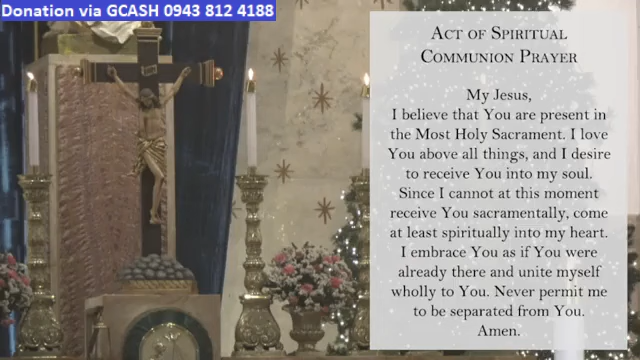 Donation via GCASH 0943 812 4188
ACT OF SPIRITUAL
COMMUNION PRAYER
My Jesus,
I believe that You are present in
the Most Holy Sacrament. I love
You above all things, and I desire
to receive You into my soul.
Since I cannot at this moment
receive You sacramentally, come
at least spiritually into my heart.
I embrace You as if You were
already there and unite myself
wholly to You. Never permit me
to be separated from You.
Amen.